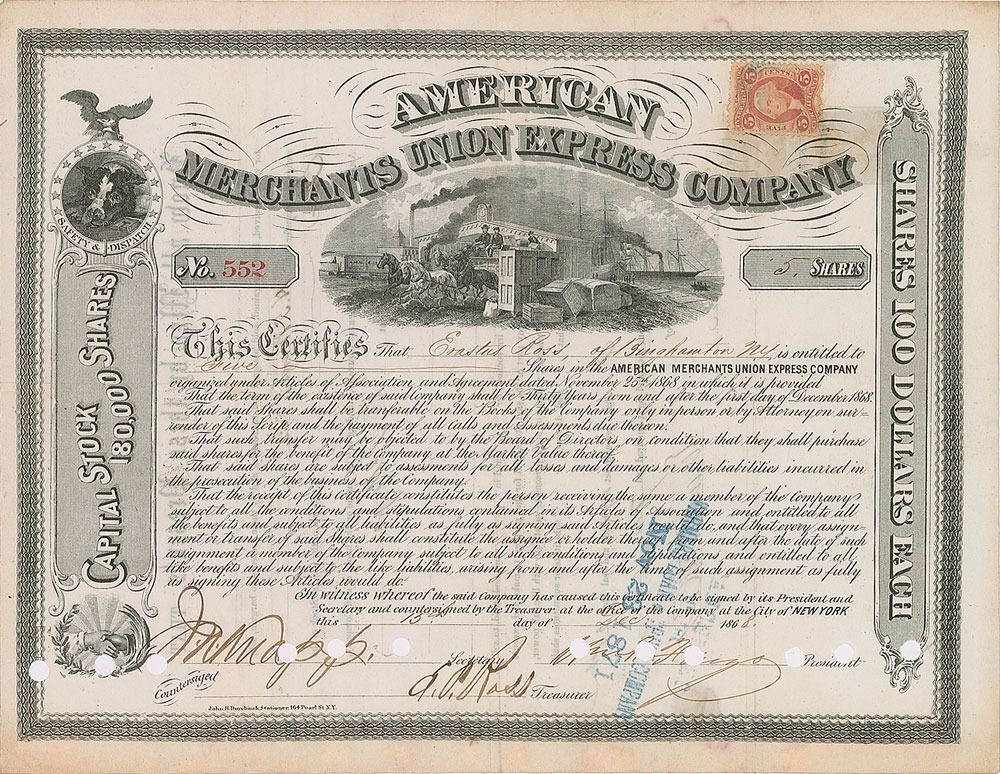 AMERICAN
MERCHANTS UNION EXPRESS COMPANY
5 CENTS 5
5 5
SAFETY & DISPATCH
No. 552
5. SHARES
CAPITAL STOCK 180,000 SHARES
SHARES 100 DOLLARS EACH
This Certifies That Erastus Ross, of Binghamton NY is entitled to
Five Shares in the AMERICAN MERCHANTS UNION EXPRESS COMPANY
organized under Articles of Association, and Agreement dated November 25th 1868 in which it is provided
That the term of the existence of said Company shall be Thirty Years from and after the first day of December 1868.
That said Shares shall be transferable on the Books of the Company only in person or by Attorney on sur-
render of this Scrip and the payment of all Calls and Assessments due thereon.
That such transfer may be objected to by the Board of Directors, on condition that they shall purchase
said shares for the benefit of the Company at the Market Value thereof.
That said shares are subject to assessments for all losses and damages or other liabilities incurred in
the prosecution of the business of the Company.
That the receipt of this certificate constitutes the person receiving the same a member of the Company
subject to all the conditions and stipulations contained in its Articles of Association and entitled to all
the benefits and subject to all liabilities as fully as signing said Articles would do, and that every assign-
ment or transfer of said Shares shall constitute the assignee or holder thereof from and after the date of such
assignment a member of the Company subject to all such conditions and stipulations and entitled to all
like benefits and subject to the like liabilities, arising from and after the time of such assignment as fully
as signing these Articles would do.
In witness whereof the said Company has caused this certificate to be signed by its President and
Secretary and countersigned by the Treasurer at the office of the Company at the City of NEW YORK
this 15th day of Dec 1868.
Secretary Wm G Fargo President
Countersigned
J.C. Ross Treasurer
John H. Duyckinck, Stationer, 164 Pearl St. N.Y.
NOV 23 1871
COMPANY